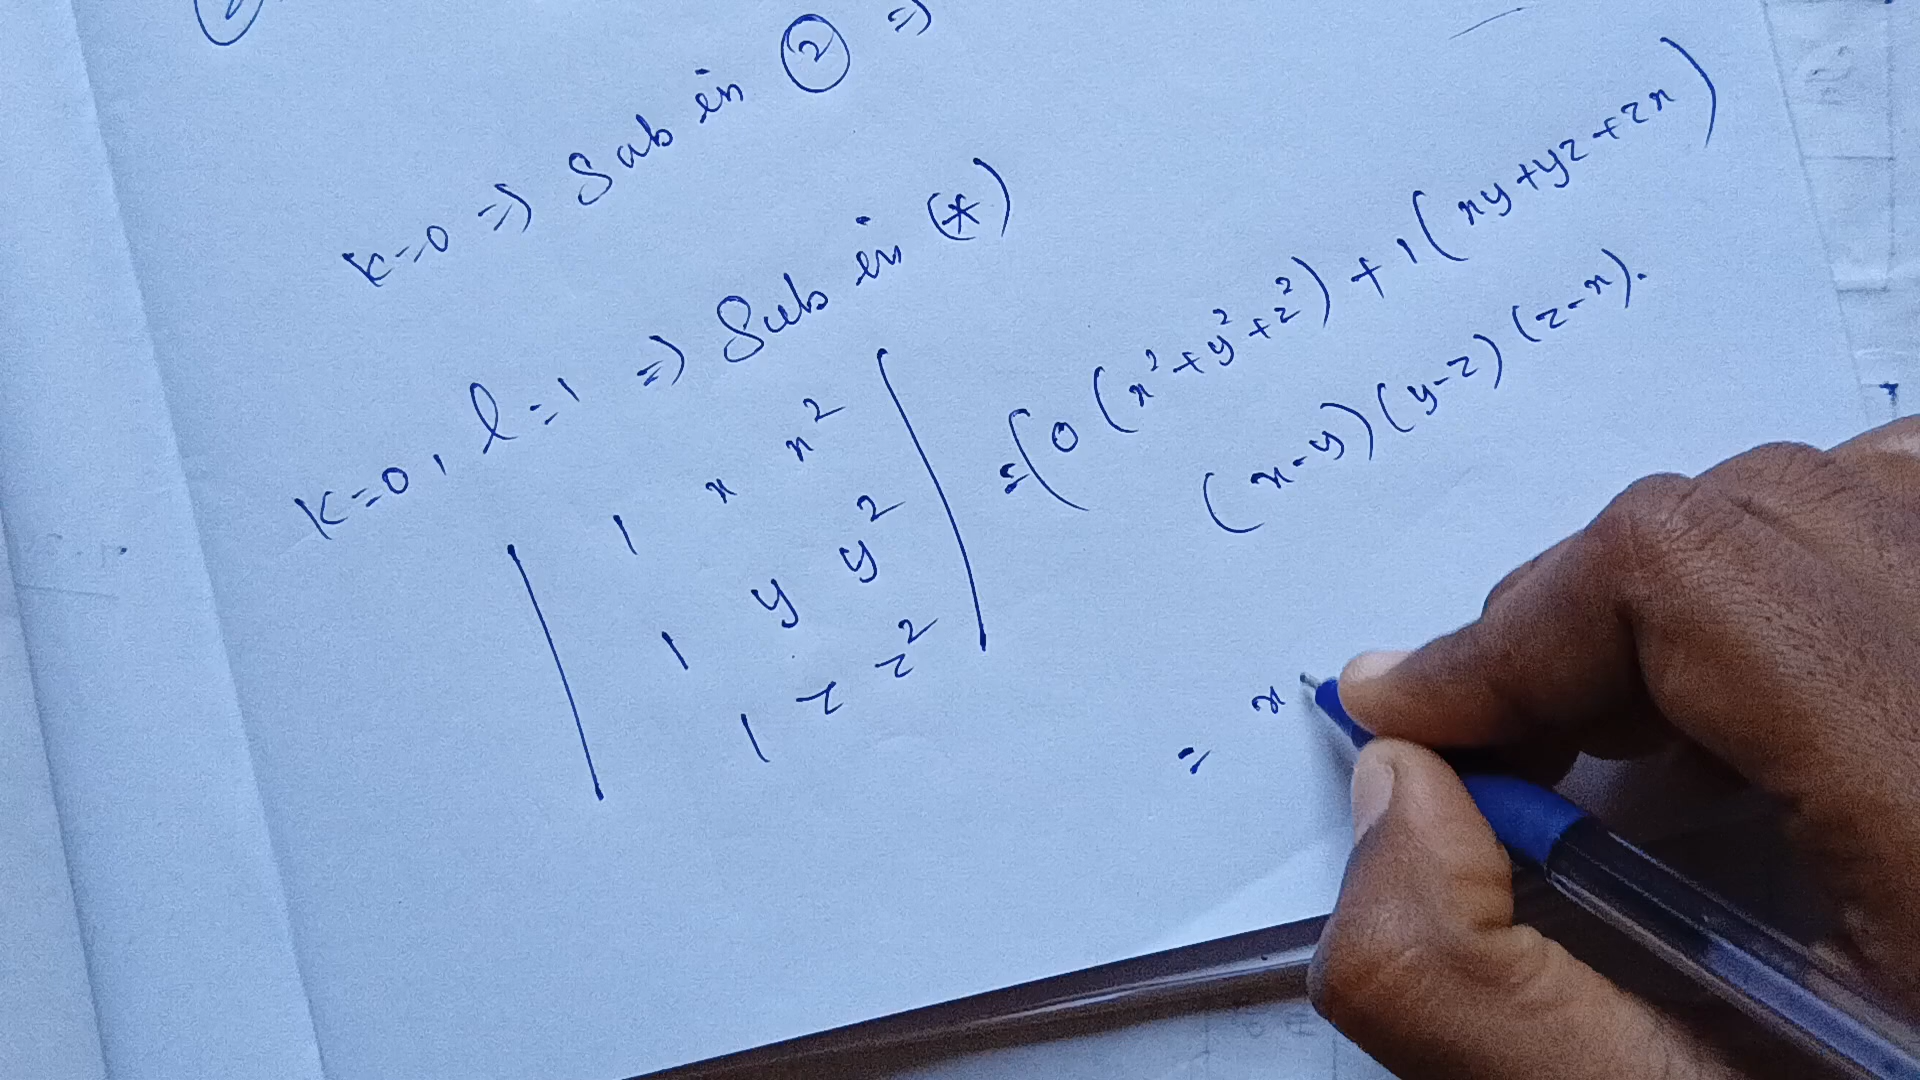 k=0 ⇒ Sub in ② ⇒
k=0, l=1 ⇒ Sub in (*)
| 1 x x² |
| 1 y y² |
| 1 z z² |
= (0 (x²+y²+z²) + 1(xy+yz+zx)
(x-y)(y-z)(z-x).
= x